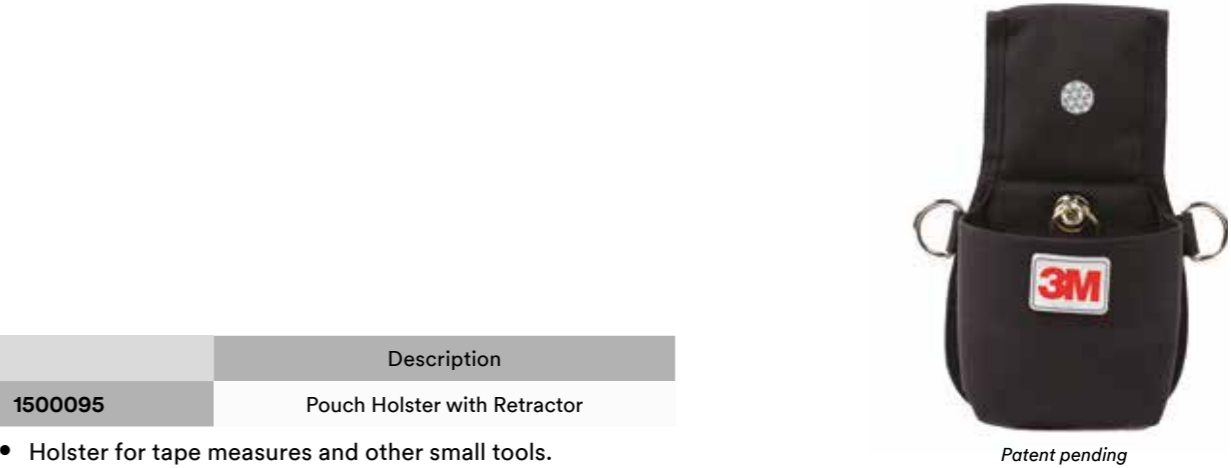 3M
Description
1500095 Pouch Holster with Retractor
• Holster for tape measures and other small tools.
Patent pending